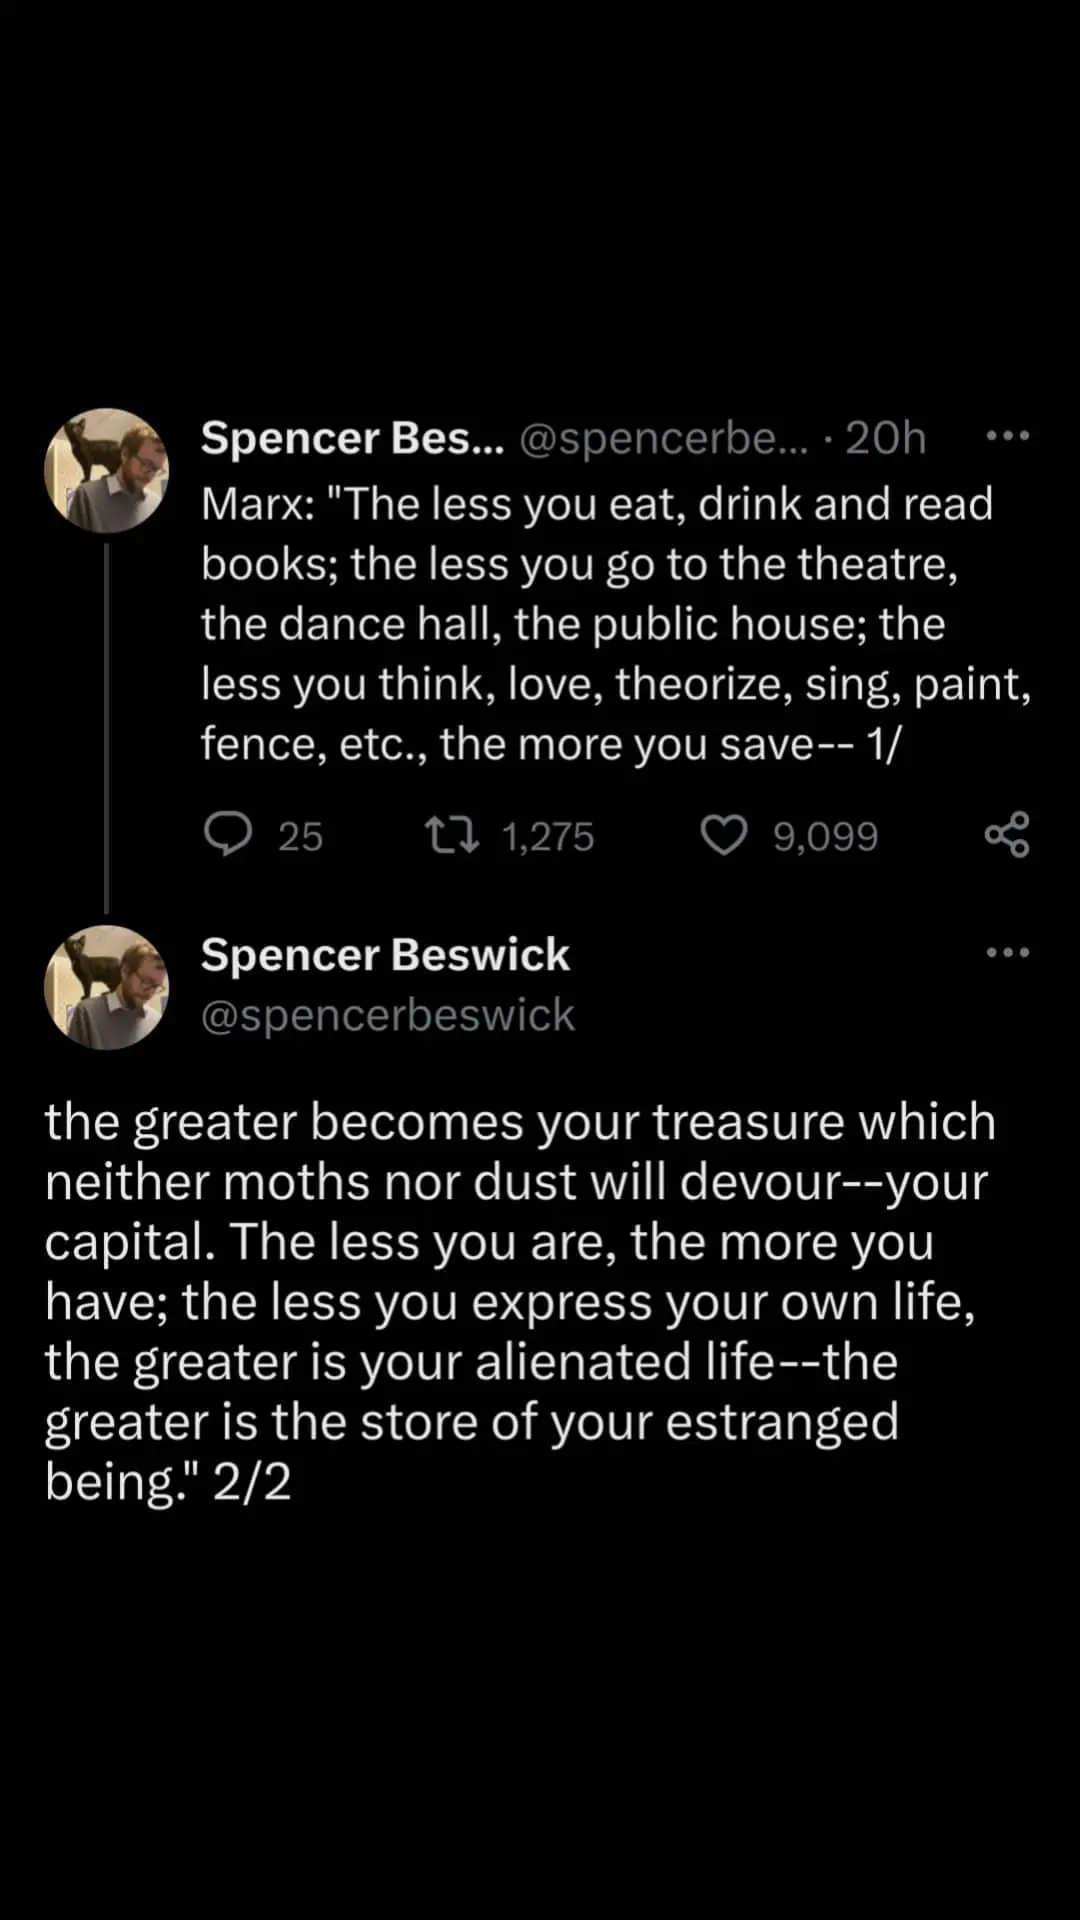 Spencer Bes... @spencerbe... · 20h
Marx: "The less you eat, drink and read
books; the less you go to the theatre,
the dance hall, the public house; the
less you think, love, theorize, sing, paint,
fence, etc., the more you save-- 1/
25 1,275 9,099
Spencer Beswick
@spencerbeswick
the greater becomes your treasure which
neither moths nor dust will devour--your
capital. The less you are, the more you
have; the less you express your own life,
the greater is your alienated life--the
greater is the store of your estranged
being." 2/2